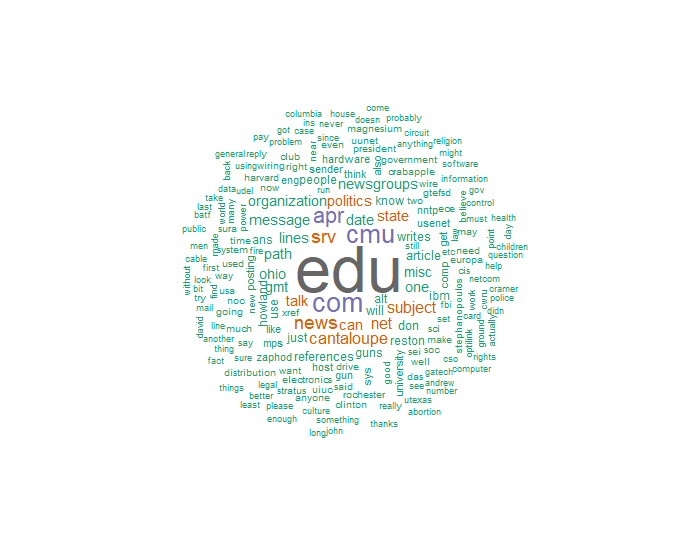 come
columbia house
ins never doesn probably
got case magnesium circuit
pay since
problem near even uunet anything religion
president
general reply club hardware also government might
back using wiring right sender think crabapple software
harvard eng people newsgroups wire information
data udel now run gtefsd gov
take organization politics know two believe control
last world many power apr date state nntp ece must health
batf message usenet law may
public sura lines srv cmu writes get point day
men made time ans still etc need children
cable system fire path edu article comp europa question
first used new posting ohio misc cis help
look way howland gmt one ibm stephanopoulos netcom
bit usa use com alt card work cwru cramer
try find noc talk will subject police
mail going xref set didn
david line much like news can net don sci optilink ground actually
another say just cantaloupe reston make
thing mps
fact sure zaphod references guns sei soc cso rights
host drive sys good university well gatech computer
distribution want gun das
things legal electronics see andrew
better stratus uiuc said rochester number
least please anyone clinton really utexas
culture abortion
enough something
long john thanks